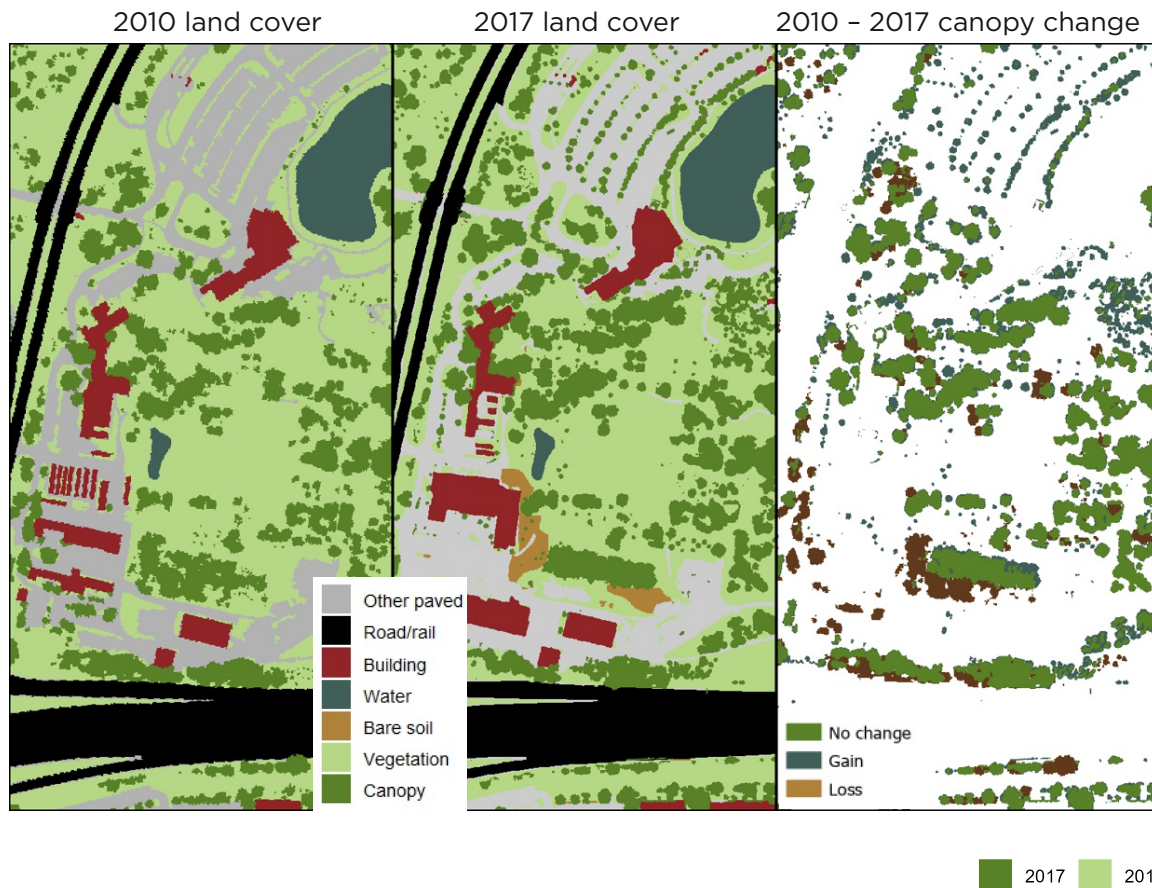 2010 land cover
2017 land cover
2010 – 2017 canopy change
Other paved
Road/rail
Building
Water
Bare soil
Vegetation
Canopy
No change
Gain
Loss
2017
201